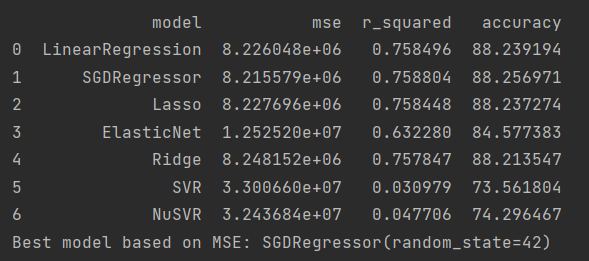 model mse r_squared accuracy
0 LinearRegression 8.226048e+06 0.758496 88.239194
1 SGDRegressor 8.215579e+06 0.758804 88.256971
2 Lasso 8.227696e+06 0.758448 88.237274
3 ElasticNet 1.252520e+07 0.632280 84.577383
4 Ridge 8.248152e+06 0.757847 88.213547
5 SVR 3.300660e+07 0.030979 73.561804
6 NuSVR 3.243684e+07 0.047706 74.296467
Best model based on MSE: SGDRegressor(random_state=42)